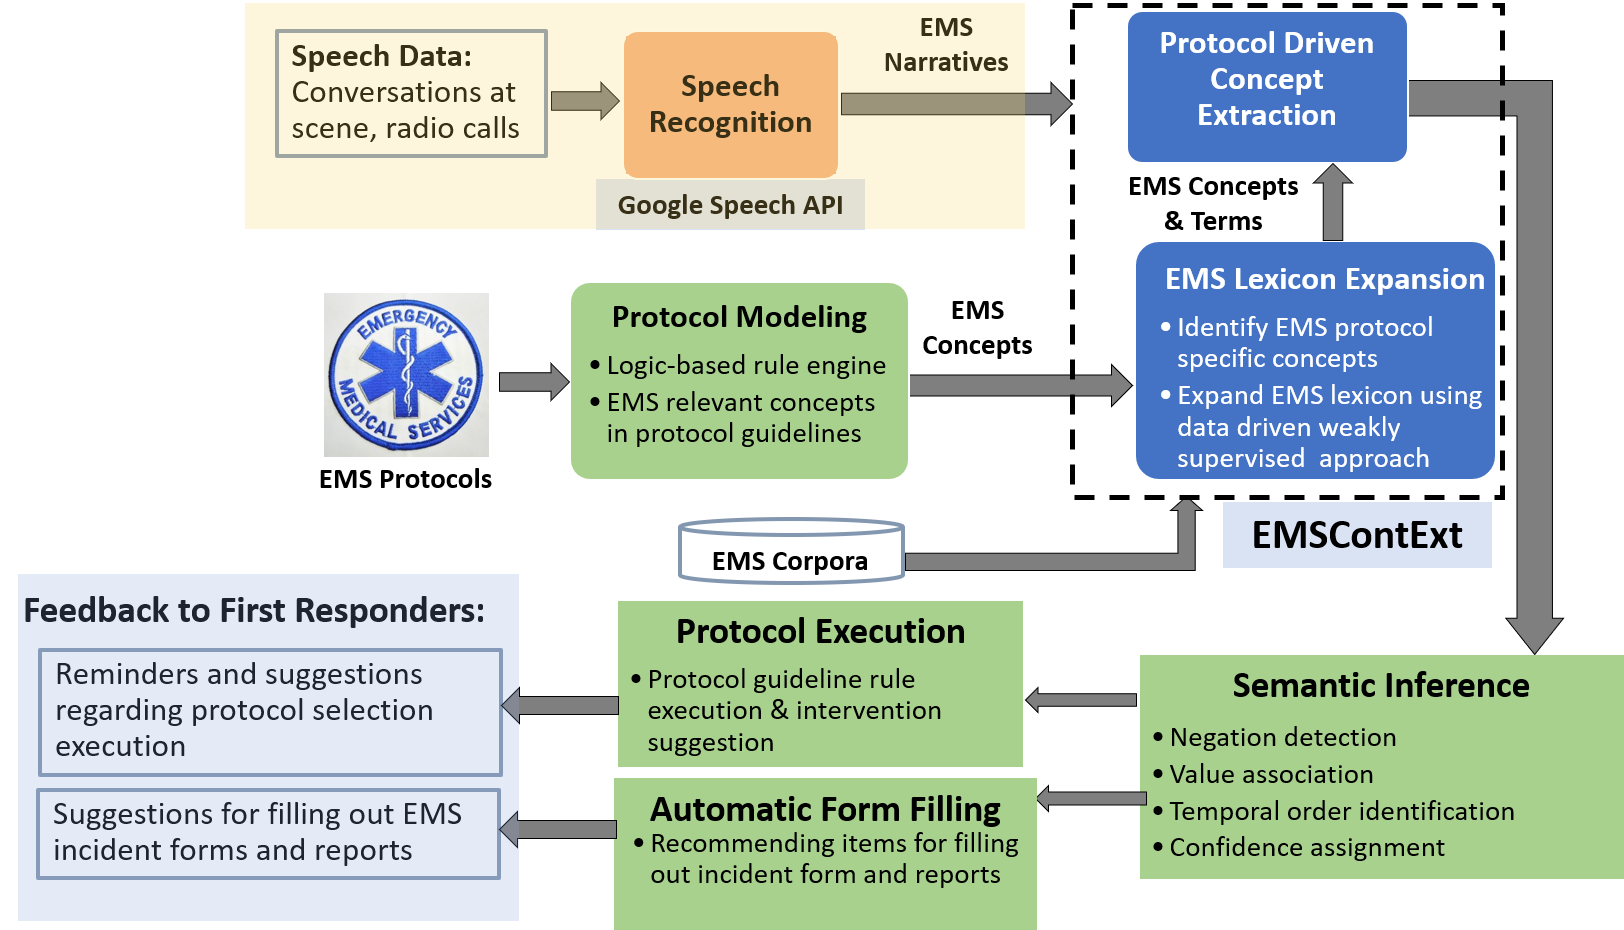 Speech Data:
Conversations at
scene, radio calls
Speech
Recognition
Google Speech API
EMS
Narratives
Protocol Driven
Concept
Extraction
EMS Concepts
& Terms
EMS Lexicon Expansion
• Identify EMS protocol
specific concepts
• Expand EMS lexicon using
data driven weakly
supervised approach
EMERGENCY
MEDICAL SERVICES
EMS Protocols
Protocol Modeling
• Logic-based rule engine
• EMS relevant concepts
in protocol guidelines
EMS
Concepts
EMS Corpora
EMSContExt
Feedback to First Responders:
Reminders and suggestions
regarding protocol selection
execution
Suggestions for filling out EMS
incident forms and reports
Protocol Execution
• Protocol guideline rule
execution & intervention
suggestion
Automatic Form Filling
• Recommending items for filling
out incident form and reports
Semantic Inference
• Negation detection
• Value association
• Temporal order identification
• Confidence assignment